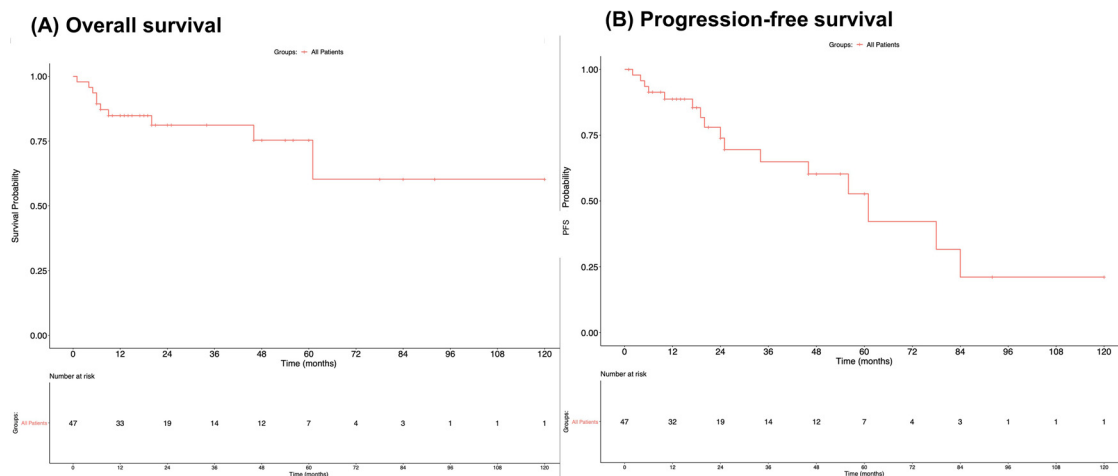 (A) Overall survival
Groups: All Patients
1.00
0.75
0.50
0.25
0.00
Survival Probability
0 12 24 36 48 60 72 84 96 108 120
Time (months)
Number at risk
Groups:
All Patients
47 33 19 14 12 7 4 3 1 1 1
0 12 24 36 48 60 72 84 96 108 120
Time (months)
(B) Progression-free survival
Groups: All Patients
1.00
0.75
0.50
0.25
0.00
PFS Probability
0 12 24 36 48 60 72 84 96 108 120
Time (months)
Number at risk
Groups:
All Patients
47 32 19 14 12 7 4 3 1 1 1
0 12 24 36 48 60 72 84 96 108 120
Time (months)